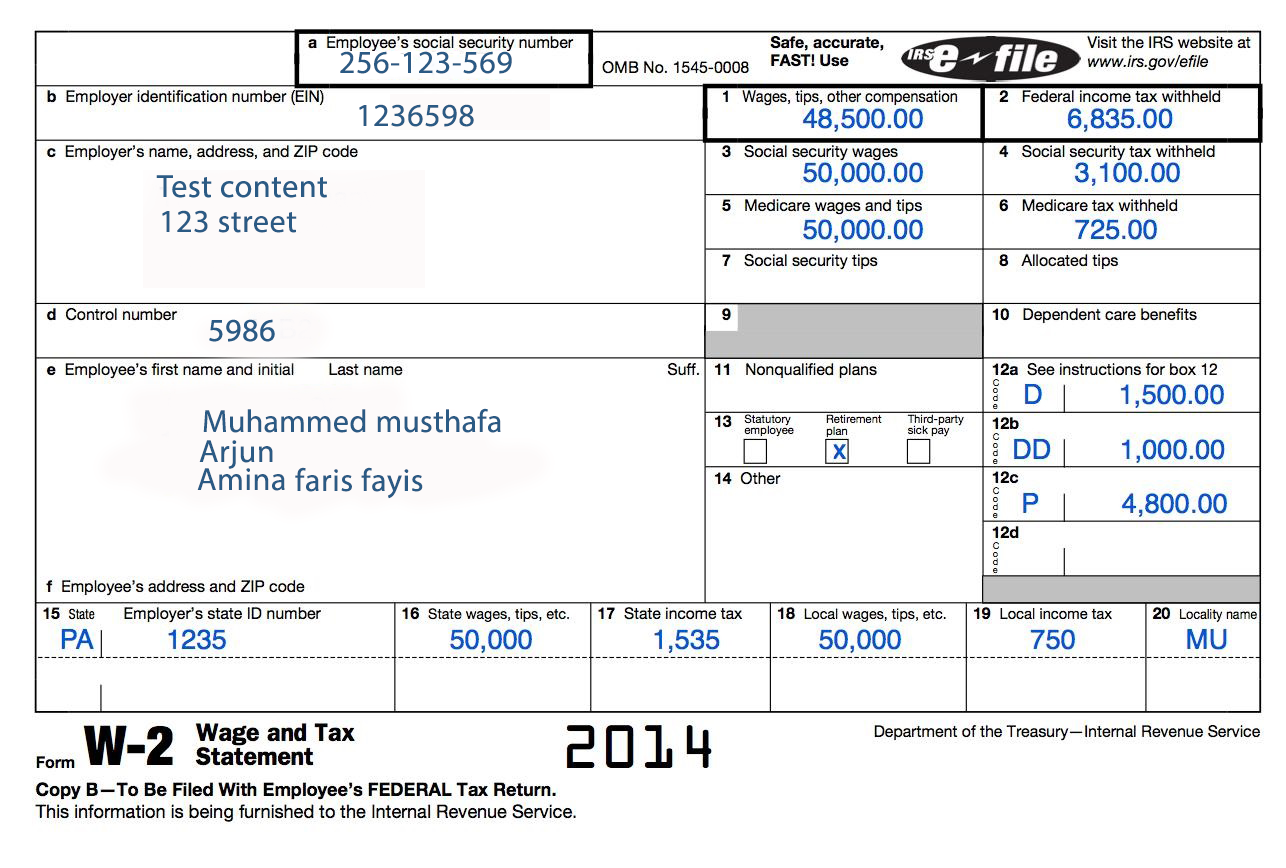 a Employee's social security number
256-123-569
OMB No. 1545-0008
Safe, accurate,
FAST! Use
IRS e-file
Visit the IRS website at
www.irs.gov/efile
b Employer identification number (EIN)
1236598
1 Wages, tips, other compensation
48,500.00
2 Federal income tax withheld
6,835.00
c Employer's name, address, and ZIP code
Test content
123 street
3 Social security wages
50,000.00
4 Social security tax withheld
3,100.00
5 Medicare wages and tips
50,000.00
6 Medicare tax withheld
725.00
7 Social security tips
8 Allocated tips
d Control number
5986
9
10 Dependent care benefits
e Employee's first name and initial Last name Suff.
Muhammed musthafa
Arjun
Amina faris fayis
11 Nonqualified plans
12a See instructions for box 12
Code D 1,500.00
13 Statutory employee Retirement plan Third-party sick pay
X
12b
Code DD 1,000.00
14 Other
12c
Code P 4,800.00
12d
Code
f Employee's address and ZIP code
15 State Employer's state ID number 16 State wages, tips, etc. 17 State income tax 18 Local wages, tips, etc. 19 Local income tax 20 Locality name
PA 1235 50,000 1,535 50,000 750 MU
Form W-2 Wage and Tax
Statement
2014
Department of the Treasury—Internal Revenue Service
Copy B—To Be Filed With Employee's FEDERAL Tax Return.
This information is being furnished to the Internal Revenue Service.